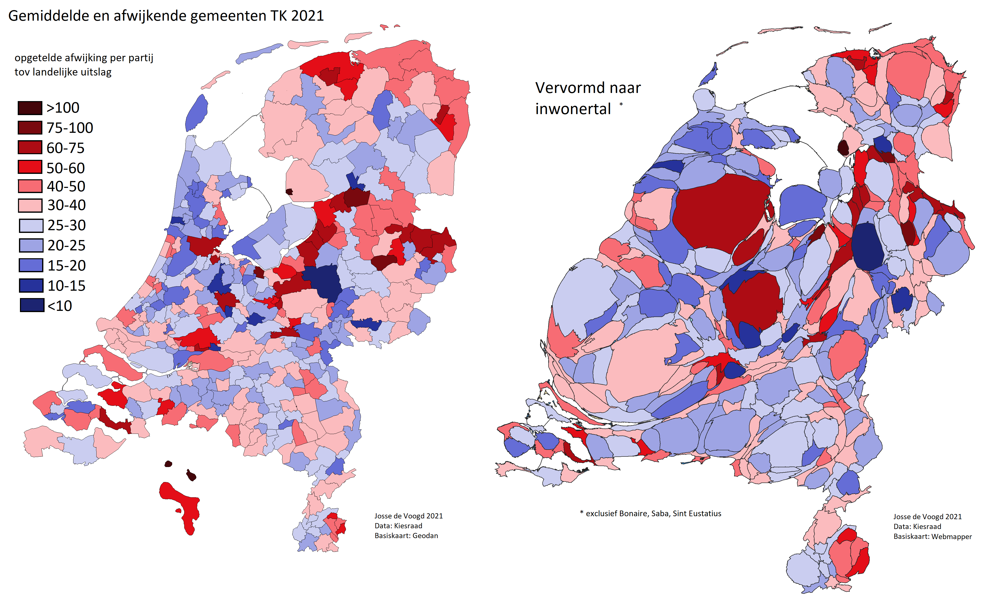 Gemiddelde en afwijkende gemeenten TK 2021
opgetelde afwijking per partij
tov landelijke uitslag
>100
75-100
60-75
50-60
40-50
30-40
25-30
20-25
15-20
10-15
<10
Josse de Voogd 2021
Data: Kiesraad
Basiskaart: Geodan
Vervormd naar
inwonertal *
* exclusief Bonaire, Saba, Sint Eustatius
Josse de Voogd 2021
Data: Kiesraad
Basiskaart: Webmapper